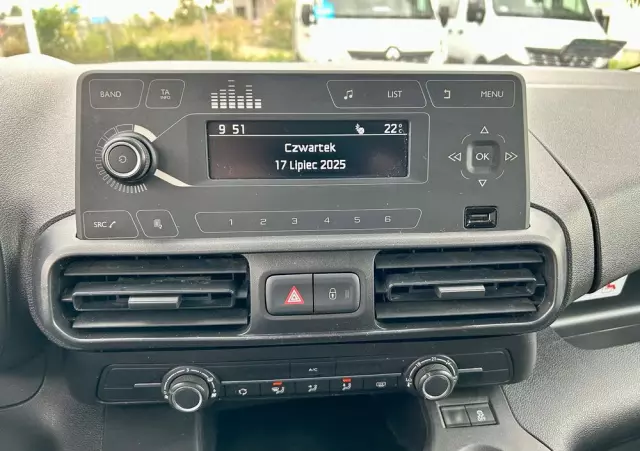 BAND
TA
INFO
LIST
MENU
9 51
22°C
Czwartek
17 Lipiec 2025
OK
SRC
1 2 3 4 5 6
A/C